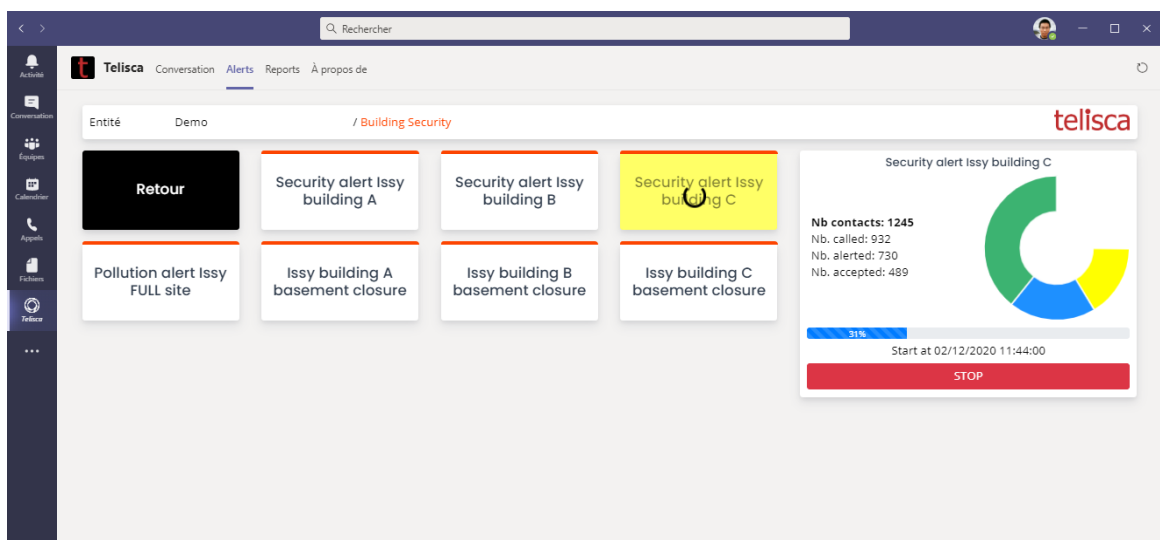 Rechercher
Activité
Conversation
Équipes
Calendrier
Appels
Fichiers
Telisca
t Telisca Conversation Alerts Reports À propos de
Entité Demo / Building Security
telisca
Retour
Security alert Issy
building A
Security alert Issy
building B
Security alert Issy
building C
Pollution alert Issy
FULL site
Issy building A
basement closure
Issy building B
basement closure
Issy building C
basement closure
Security alert Issy building C
Nb contacts: 1245
Nb. called: 932
Nb. alerted: 730
Nb. accepted: 489
31%
Start at 02/12/2020 11:44:00
STOP